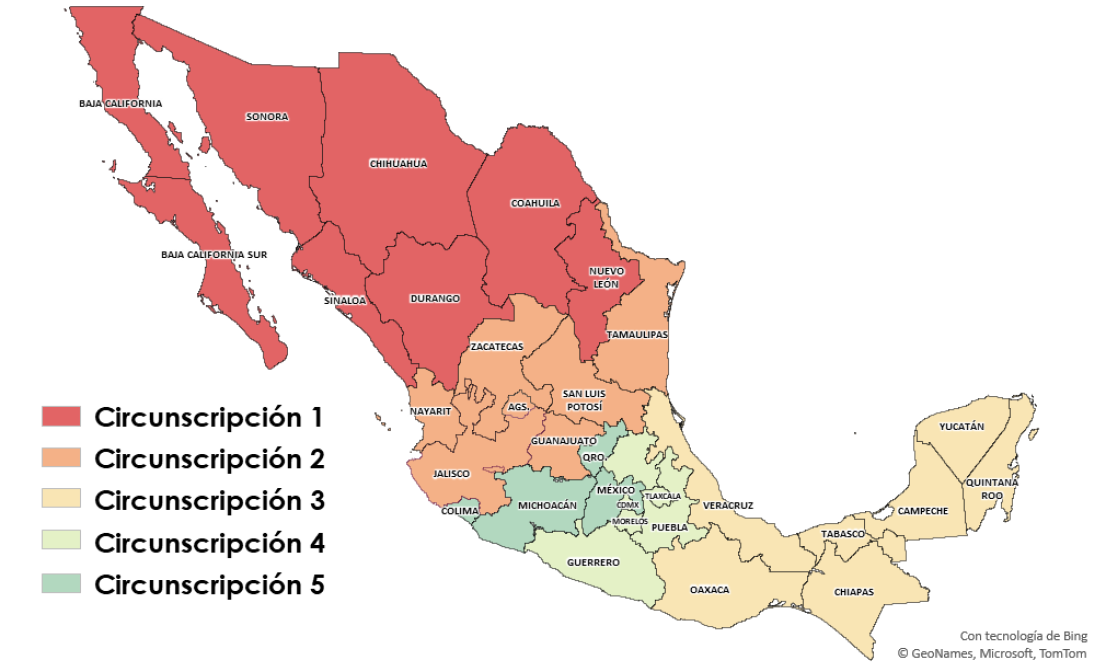 BAJA CALIFORNIA
SONORA
CHIHUAHUA
COAHUILA
BAJA CALIFORNIA SUR
NUEVO
LEÓN
SINALOA
DURANGO
TAMAULIPAS
ZACATECAS
SAN LUIS
POTOSÍ
NAYARIT
AGS.
GUANAJUATO
QRO.
JALISCO
COLIMA
MICHOACÁN
MÉXICO
CDMX
TLAXCALA
MORELOS
PUEBLA
VERACRUZ
GUERRERO
OAXACA
TABASCO
CHIAPAS
CAMPECHE
YUCATÁN
QUINTANA
ROO
Circunscripción 1
Circunscripción 2
Circunscripción 3
Circunscripción 4
Circunscripción 5
Con tecnología de Bing
© GeoNames, Microsoft, TomTom